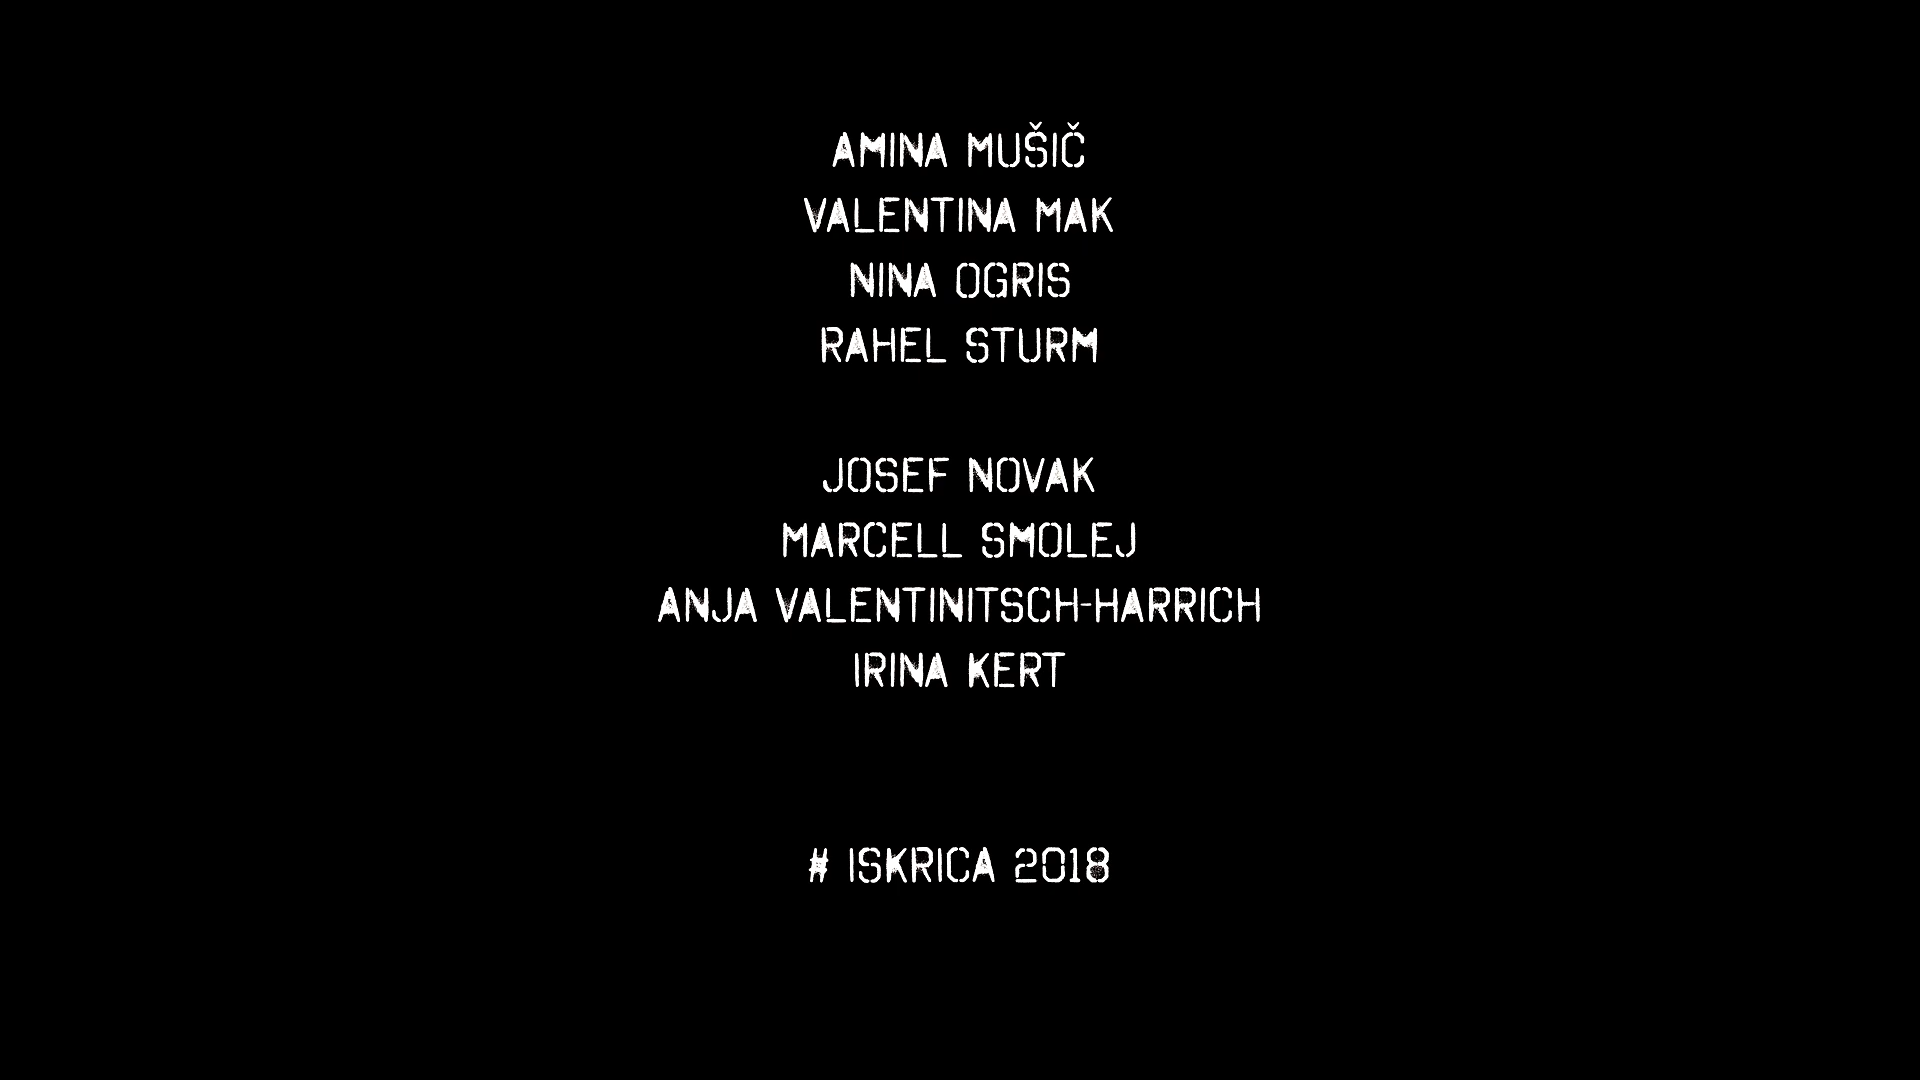 AMINA MUŠIČ
VALENTINA MAK
NINA OGRIS
RAHEL STURM
JOSEF NOVAK
MARCELL SMOLEJ
ANJA VALENTINITSCH-HARRICH
IRINA KERT
# ISKRICA 2018